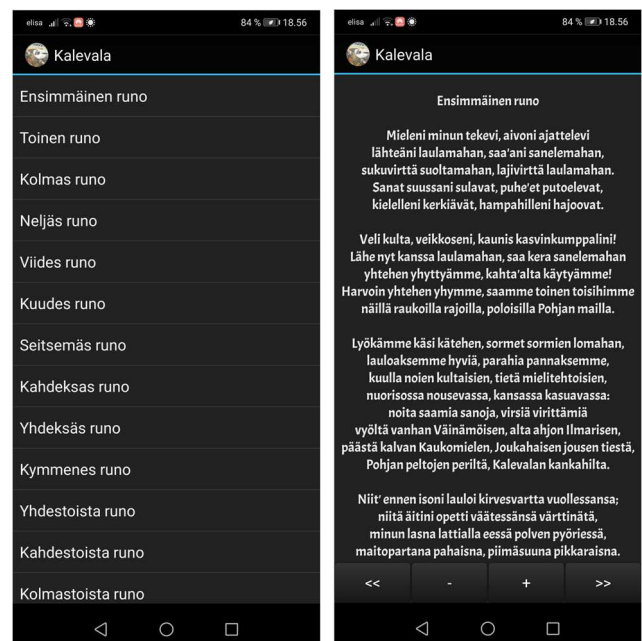 elisa 84 % 18.56
Kalevala
Ensimmäinen runo
Toinen runo
Kolmas runo
Neljäs runo
Viides runo
Kuudes runo
Seitsemäs runo
Kahdeksas runo
Yhdeksäs runo
Kymmenes runo
Yhdestoista runo
Kahdestoista runo
Kolmastoista runo
elisa 84 % 18.56
Kalevala
Ensimmäinen runo
Mieleni minun tekevi, aivoni ajattelevi
lähteäni laulamahan, saa'ani sanelemahan,
sukuvirttä suoltamahan, lajivirttä laulamahan.
Sanat suussani sulavat, puhe'et putoelevat,
kielelleni kerkiävät, hampahilleni hajoovat.
Veli kulta, veikkoseni, kaunis kasvinkumppalini!
Lähe nyt kanssa laulamahan, saa kera sanelemahan
yhtehen yhyttyämme, kahta'alta käytyämme!
Harvoin yhtehen yhymme, saamme toinen toisihimme
näillä raukoilla rajoilla, poloisilla Pohjan mailla.
Lyökämme käsi kätehen, sormet sormien lomahan,
lauloaksemme hyviä, parahia pannaksemme,
kuulla noien kultaisien, tietä mielitehtoisien,
nuorisossa nousevassa, kansassa kasuavassa:
noita saamia sanoja, virsiä virittämiä
vyöltä vanhan Väinämöisen, alta ahjon Ilmarisen,
päästä kalvan Kaukomielen, Joukahaisen jousen tiestä,
Pohjan peltojen periltä, Kalevalan kankahilta.
Niit' ennen isoni lauloi kirvesvartta vuollessansa;
niitä äitini opetti väätessänsä värttinätä,
minun lasna lattialla eessä polven pyöriessä,
maitopartana pahaisna, piimäsuuna pikkaraisna.
<< - + >>